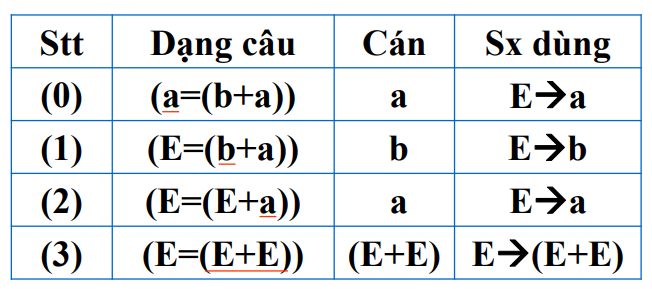 Stt Dạng câu Cán Sx dùng
(0) (a=(b+a)) a E→a
(1) (E=(b+a)) b E→b
(2) (E=(E+a)) a E→a
(3) (E=(E+E)) (E+E) E→(E+E)